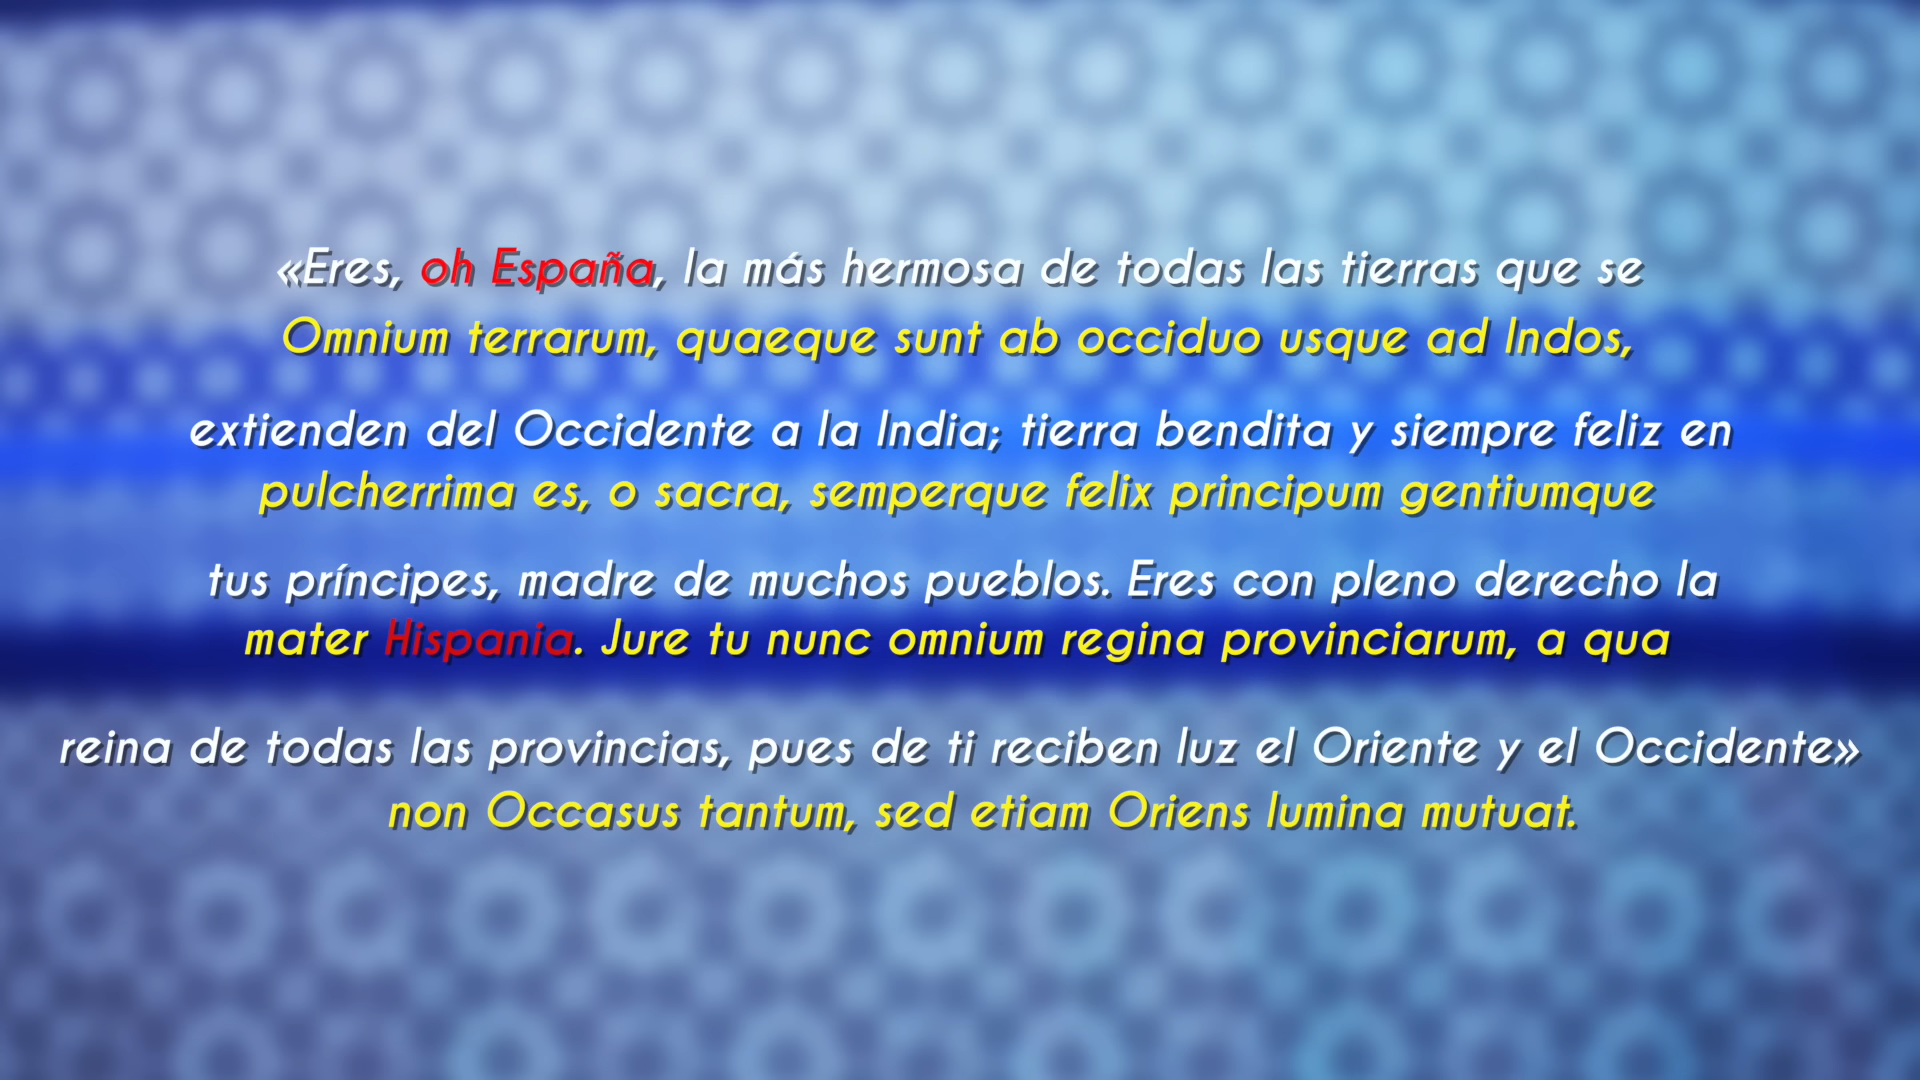 «Eres, oh España, la más hermosa de todas las tierras que se
Omnium terrarum, quaeque sunt ab occiduo usque ad Indos,
extienden del Occidente a la India; tierra bendita y siempre feliz en
pulcherrima es, o sacra, semperque felix principum gentiumque
tus príncipes, madre de muchos pueblos. Eres con pleno derecho la
mater Hispania. Jure tu nunc omnium regina provinciarum, a qua
reina de todas las provincias, pues de ti reciben luz el Oriente y el Occidente»
non Occasus tantum, sed etiam Oriens lumina mutuat.